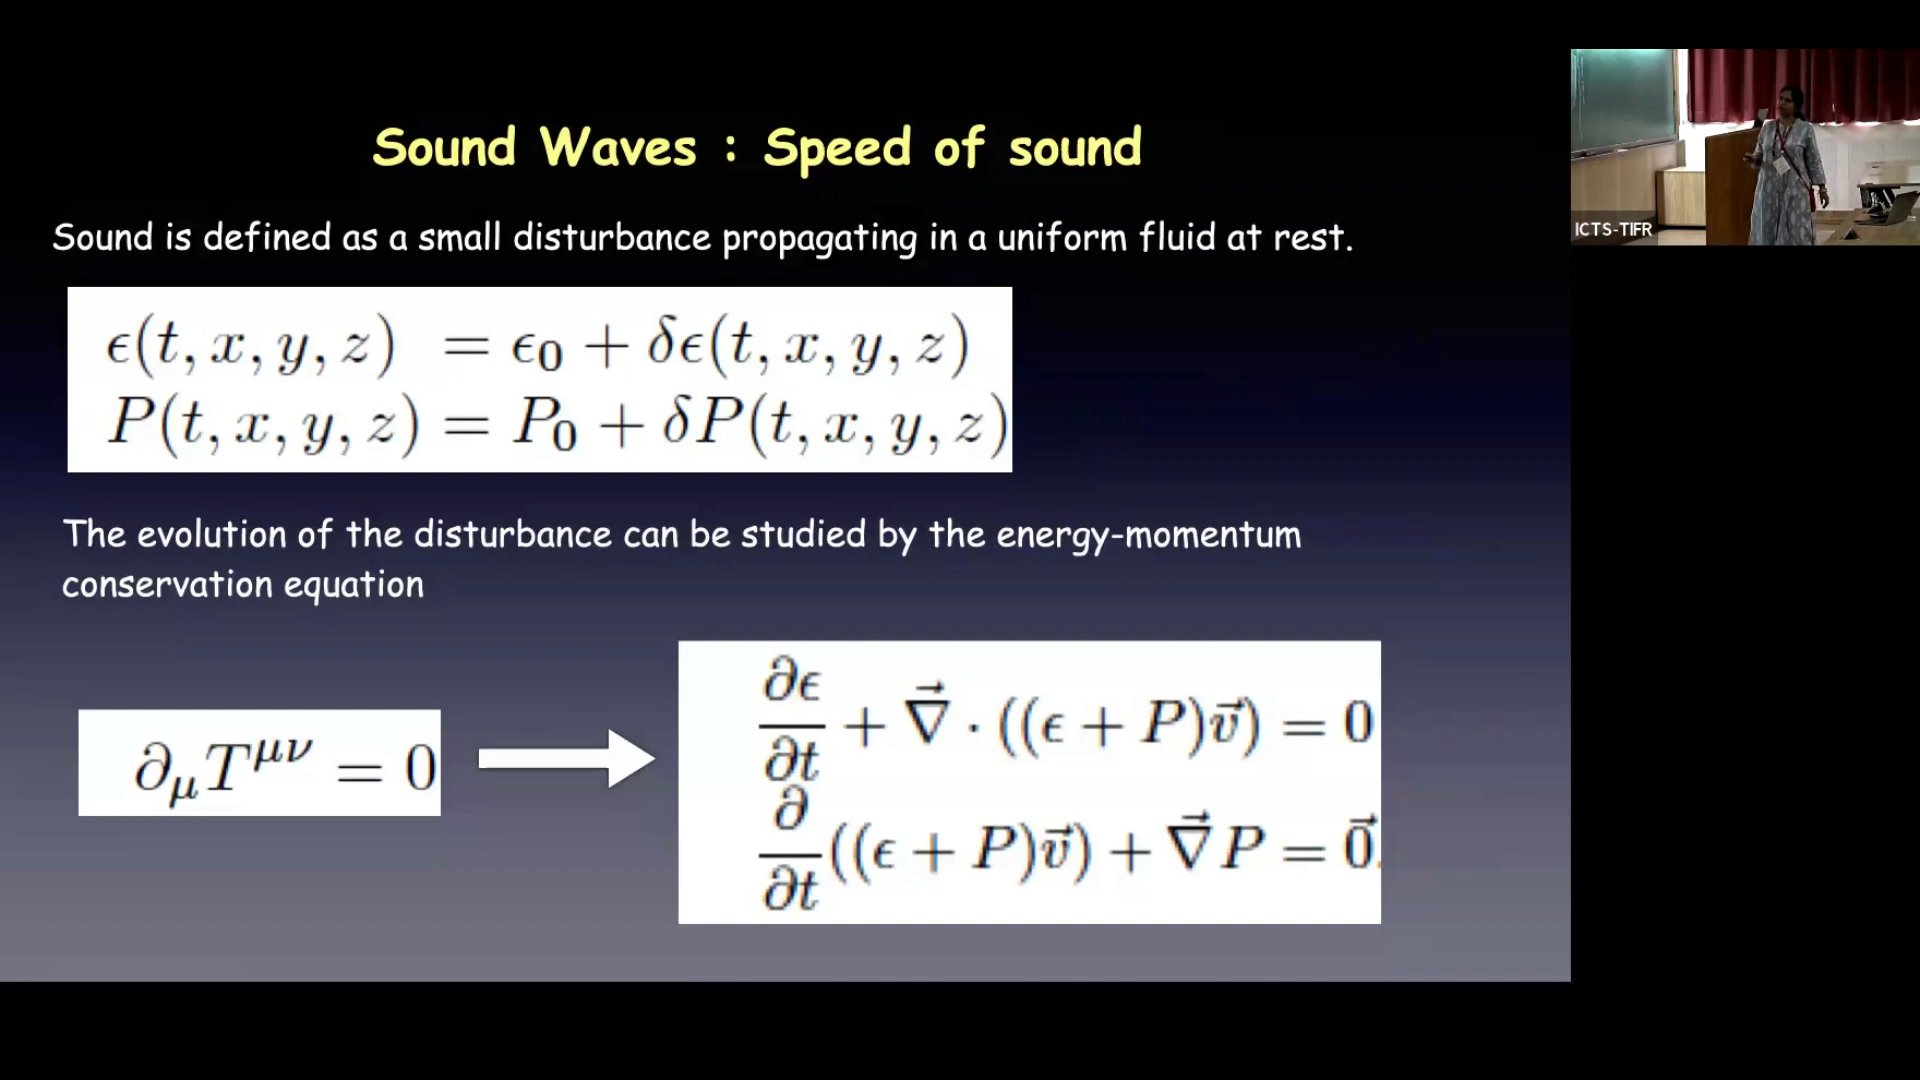 Sound Waves : Speed of sound
Sound is defined as a small disturbance propagating in a uniform fluid at rest.
ϵ(t, x, y, z) = ϵ₀ + δϵ(t, x, y, z)
P(t, x, y, z) = P₀ + δP(t, x, y, z)
The evolution of the disturbance can be studied by the energy-momentum
conservation equation
∂_μ T^{μν} = 0
∂ϵ/∂t + ∇⃗ · ((ϵ + P)v⃗) = 0
∂/∂t((ϵ + P)v⃗) + ∇⃗P = 0⃗.
ICTS-TIFR